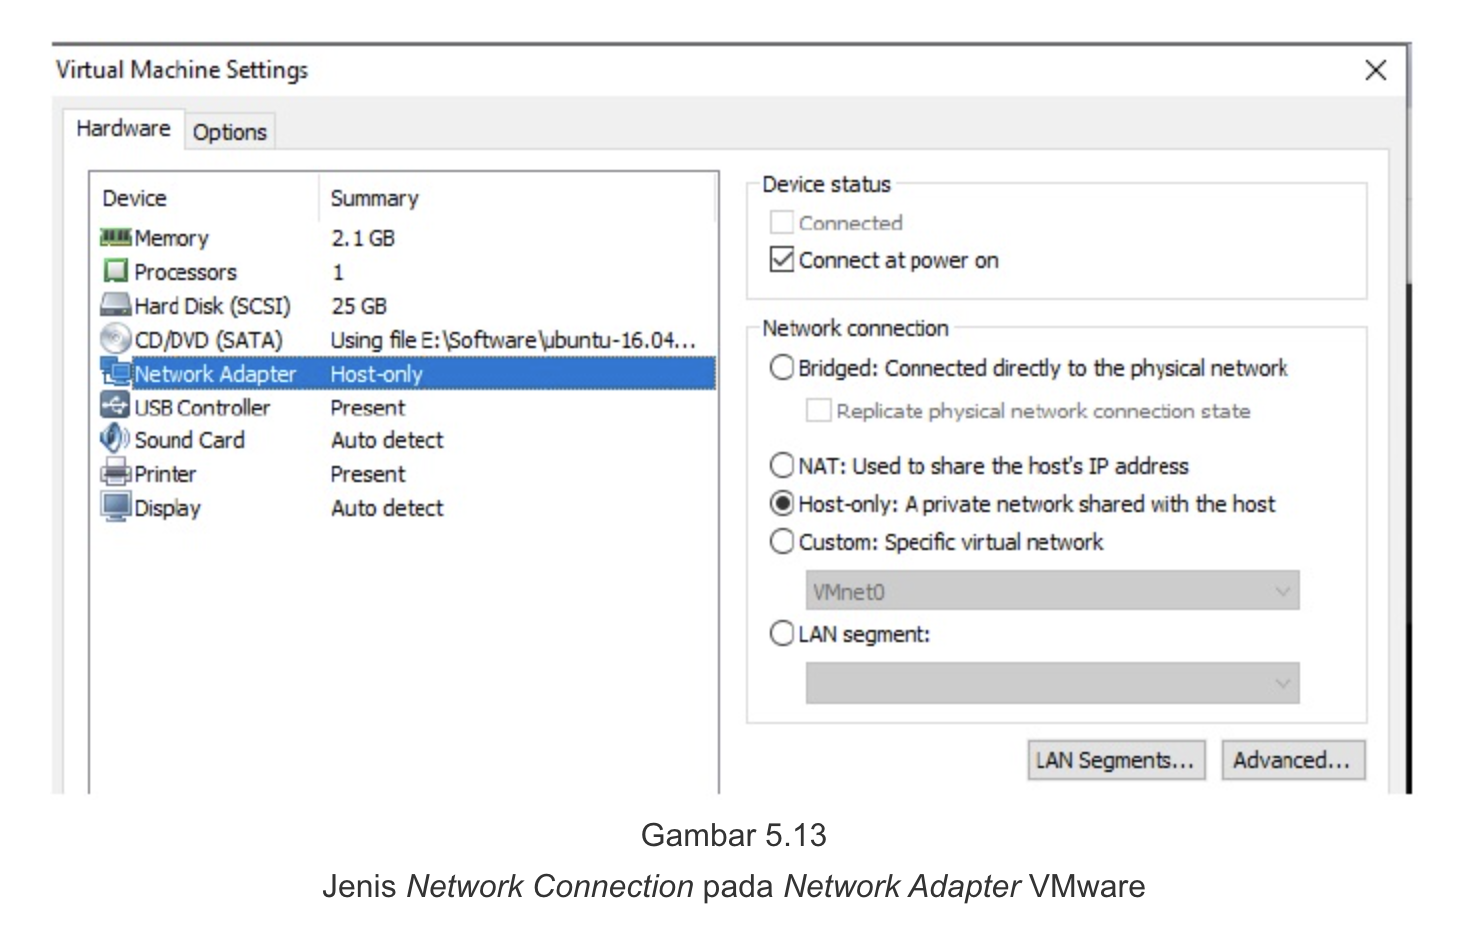 Virtual Machine Settings
Hardware Options
Device Summary
Memory 2.1 GB
Processors 1
Hard Disk (SCSI) 25 GB
CD/DVD (SATA) Using file E:\Software\ubuntu-16.04...
Network Adapter Host-only
USB Controller Present
Sound Card Auto detect
Printer Present
Display Auto detect
Device status
Connected
Connect at power on
Network connection
Bridged: Connected directly to the physical network
Replicate physical network connection state
NAT: Used to share the host's IP address
Host-only: A private network shared with the host
Custom: Specific virtual network
VMnet0
LAN segment:
LAN Segments... Advanced...
Gambar 5.13
Jenis Network Connection pada Network Adapter VMware